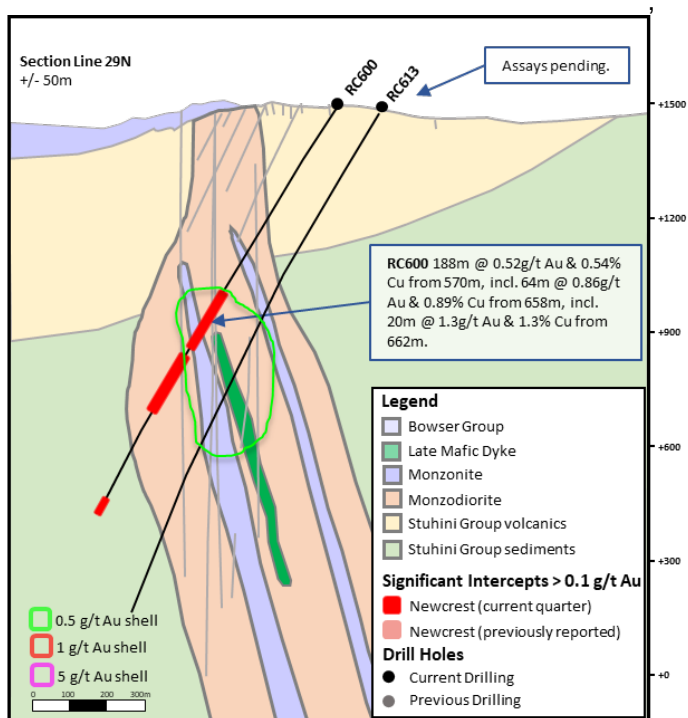 ,
Section Line 29N
+/- 50m
RC600
RC613
Assays pending.
+1500
+1200
RC600 188m @ 0.52g/t Au & 0.54%
Cu from 570m, incl. 64m @ 0.86g/t
Au & 0.89% Cu from 658m, incl.
20m @ 1.3g/t Au & 1.3% Cu from
662m.
+900
Legend
Bowser Group
Late Mafic Dyke
Monzonite
Monzodiorite
Stuhini Group volcanics
Stuhini Group sediments
+600
+300
Significant Intercepts > 0.1 g/t Au
Newcrest (current quarter)
Newcrest (previously reported)
Drill Holes
Current Drilling
Previous Drilling
+0
0.5 g/t Au shell
1 g/t Au shell
5 g/t Au shell
0 100 200 300m